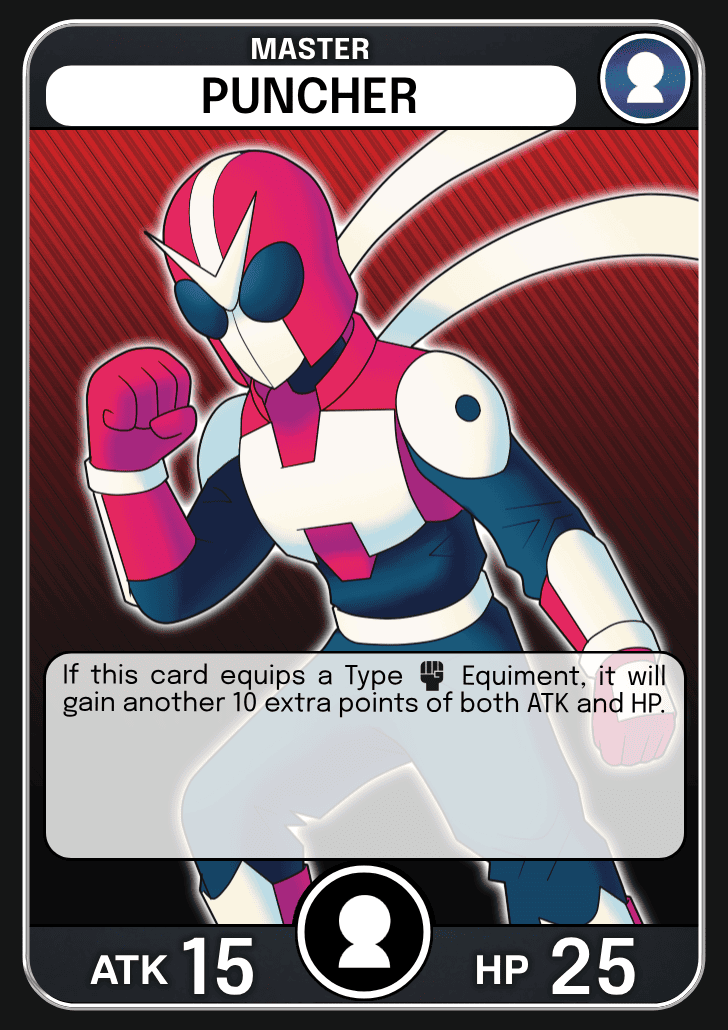 MASTER
PUNCHER
If this card equips a Type Equiment, it will
gain another 10 extra points of both ATK and HP.
ATK 15
HP 25